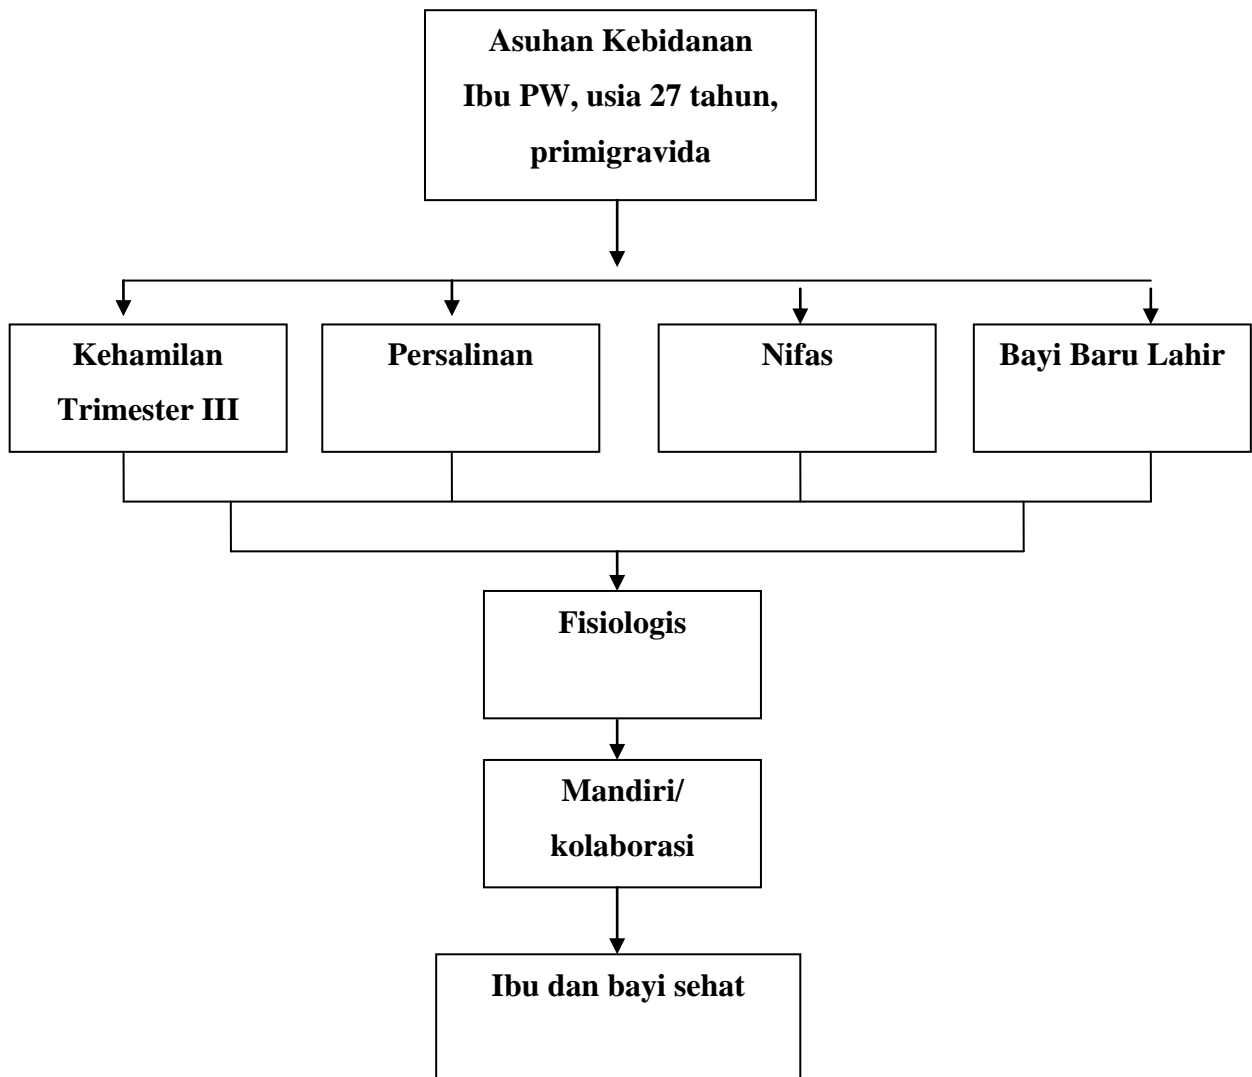 Asuhan Kebidanan
Ibu PW, usia 27 tahun,
primigravida
Kehamilan
Trimester III
Persalinan
Nifas
Bayi Baru Lahir
Fisiologis
Mandiri/
kolaborasi
Ibu dan bayi sehat